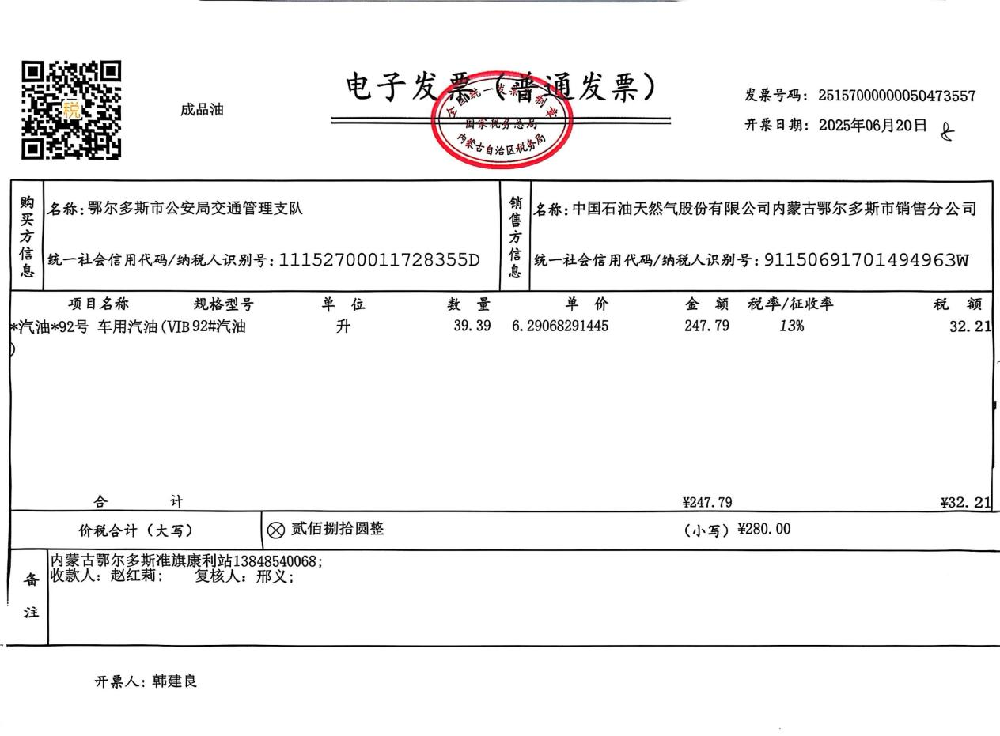 电子发票（普通发票）
全国统一发票监制章
国家税务总局
内蒙古自治区税务局
税
成品油
发票号码：25157000000050473557
开票日期：2025年06月20日
购买方信息
名称：鄂尔多斯市公安局交通管理支队
统一社会信用代码/纳税人识别号：11152700011728355D
销售方信息
名称：中国石油天然气股份有限公司内蒙古鄂尔多斯市销售分公司
统一社会信用代码/纳税人识别号：91150691701494963W
项目名称 规格型号 单 位 数 量 单 价 金 额 税率/征收率 税 额
*汽油*92号 车用汽油(VIB 92#汽油 升 39.39 6.29068291445 247.79 13% 32.21
)
合 计 ¥247.79 ¥32.21
价税合计（大写） ⊗ 贰佰捌拾圆整 （小写）¥280.00
备注
内蒙古鄂尔多斯准旗康利站13848540068;
收款人：赵红莉; 复核人：邢义;
开票人：韩建良